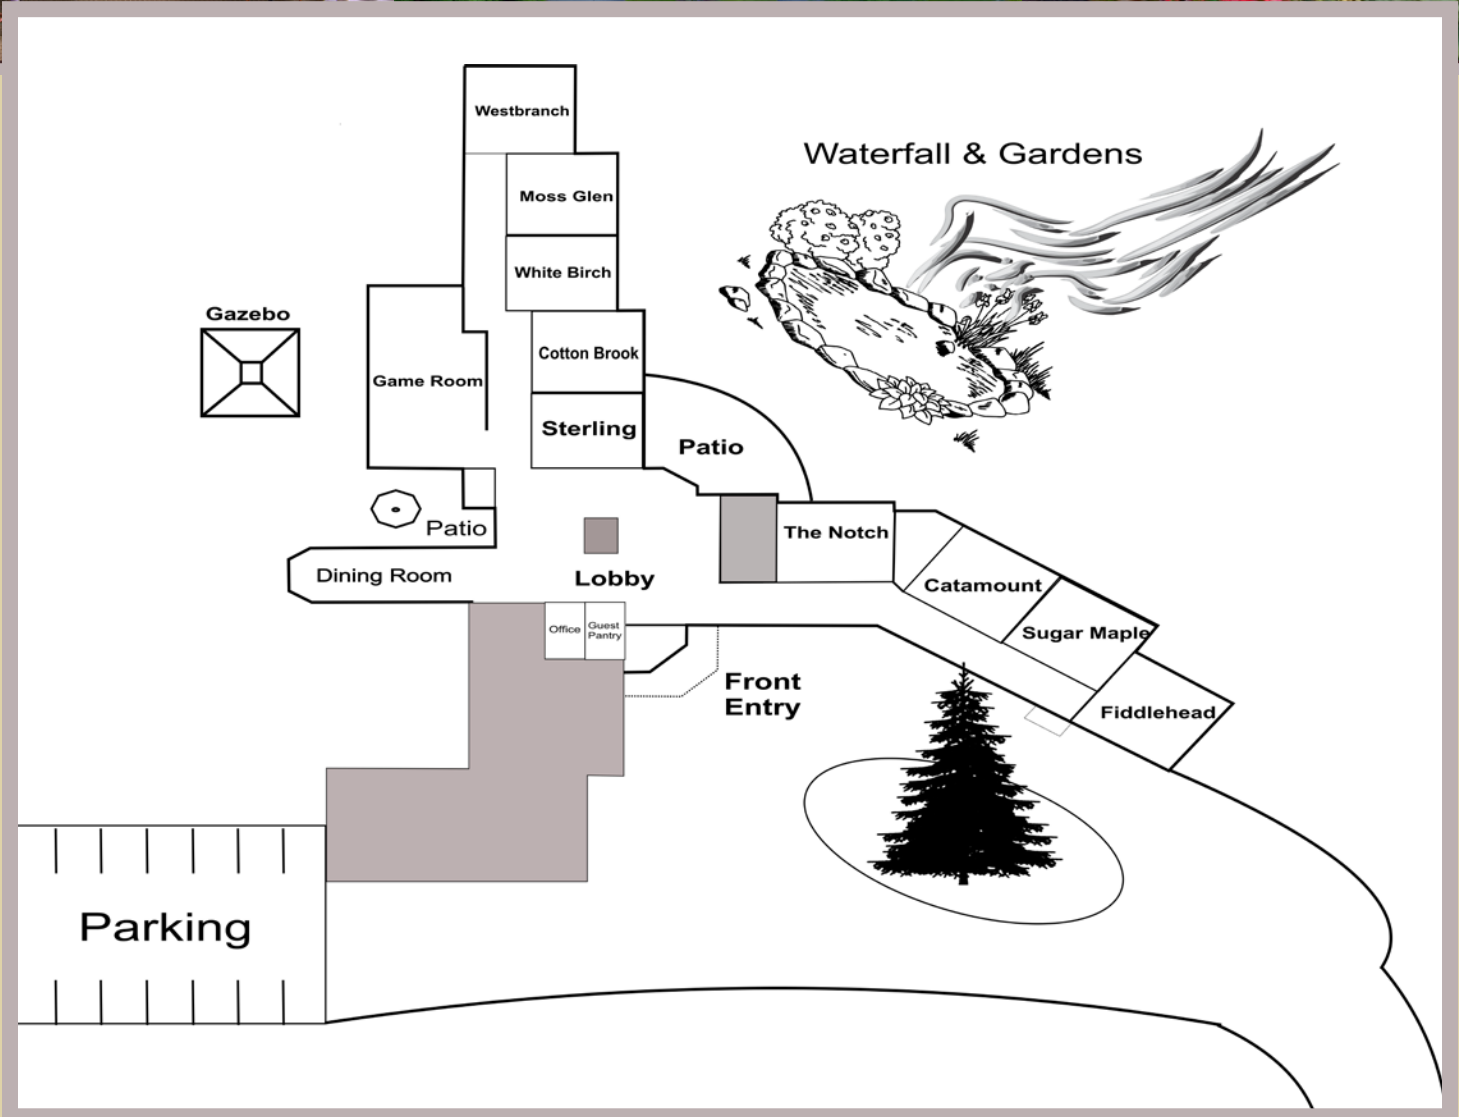 Westbranch
Waterfall & Gardens
Moss Glen
White Birch
Gazebo
Cotton Brook
Game Room
Sterling
Patio
Patio
The Notch
Dining Room
Lobby
Catamount
Office
Guest
Pantry
Sugar Maple
Front
Entry
Fiddlehead
Parking